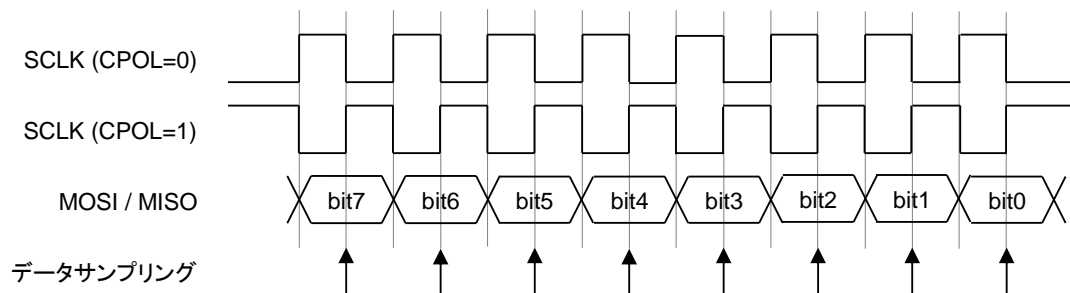 SCLK (CPOL=0)
SCLK (CPOL=1)
MOSI / MISO bit7 bit6 bit5 bit4 bit3 bit2 bit1 bit0
データサンプリング